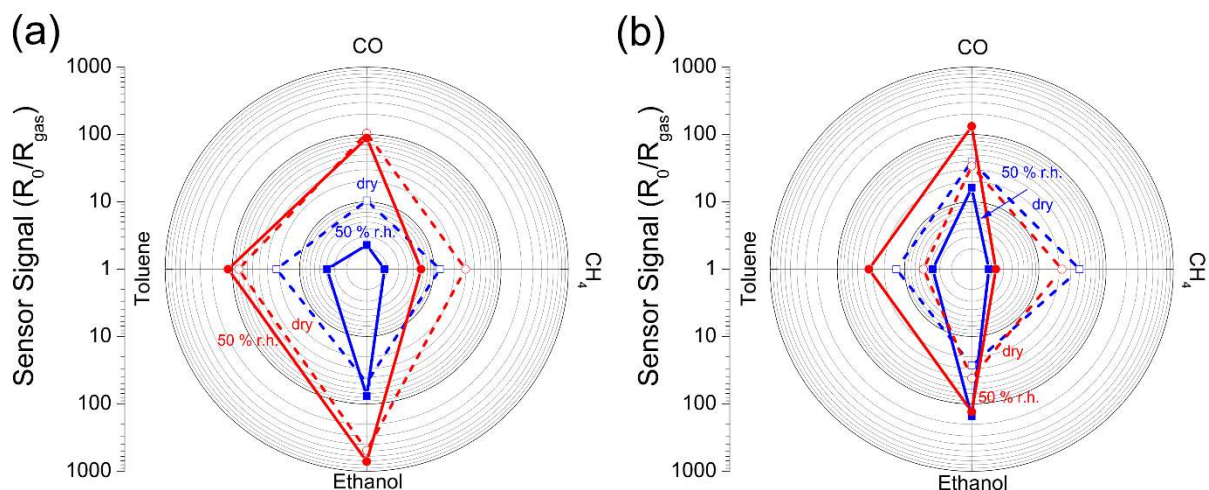 (a)
CO
1000
100
10
1
10
100
1000
Sensor Signal (R0/Rgas)
Toluene
CH4
Ethanol
dry
50 % r.h.
dry
50 % r.h.
(b)
CO
1000
100
10
1
10
100
1000
Sensor Signal (R0/Rgas)
Toluene
CH4
Ethanol
50 % r.h.
dry
dry
50 % r.h.